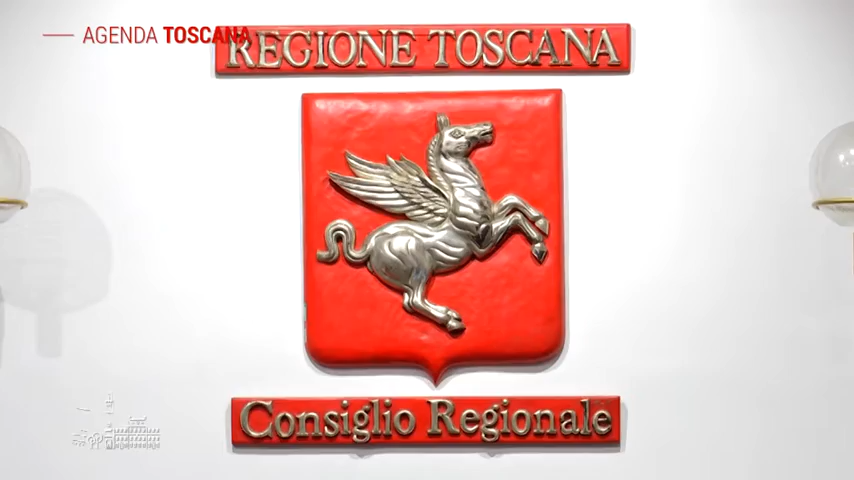 AGENDA TOSCANA
REGIONE TOSCANA
Consiglio Regionale